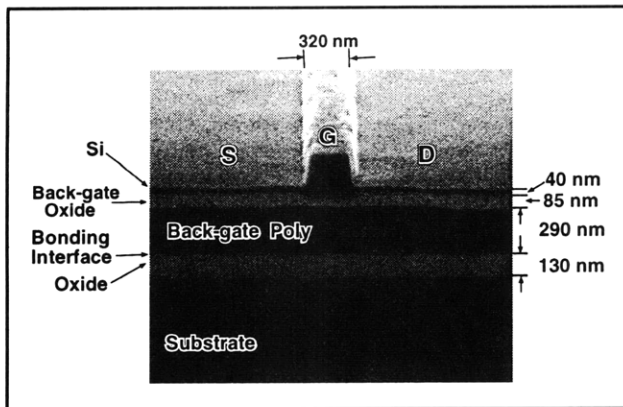 320 nm
G
S
D
Si
40 nm
Back-gate
Oxide
85 nm
Back-gate Poly
290 nm
Bonding
Interface
130 nm
Oxide
Substrate